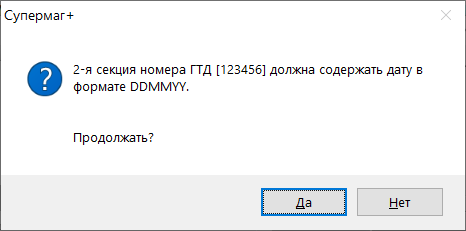 Супермаг+
2-я секция номера ГТД [123456] должна содержать дату в
формате DDMMYY.
Продолжать?
Да
Нет